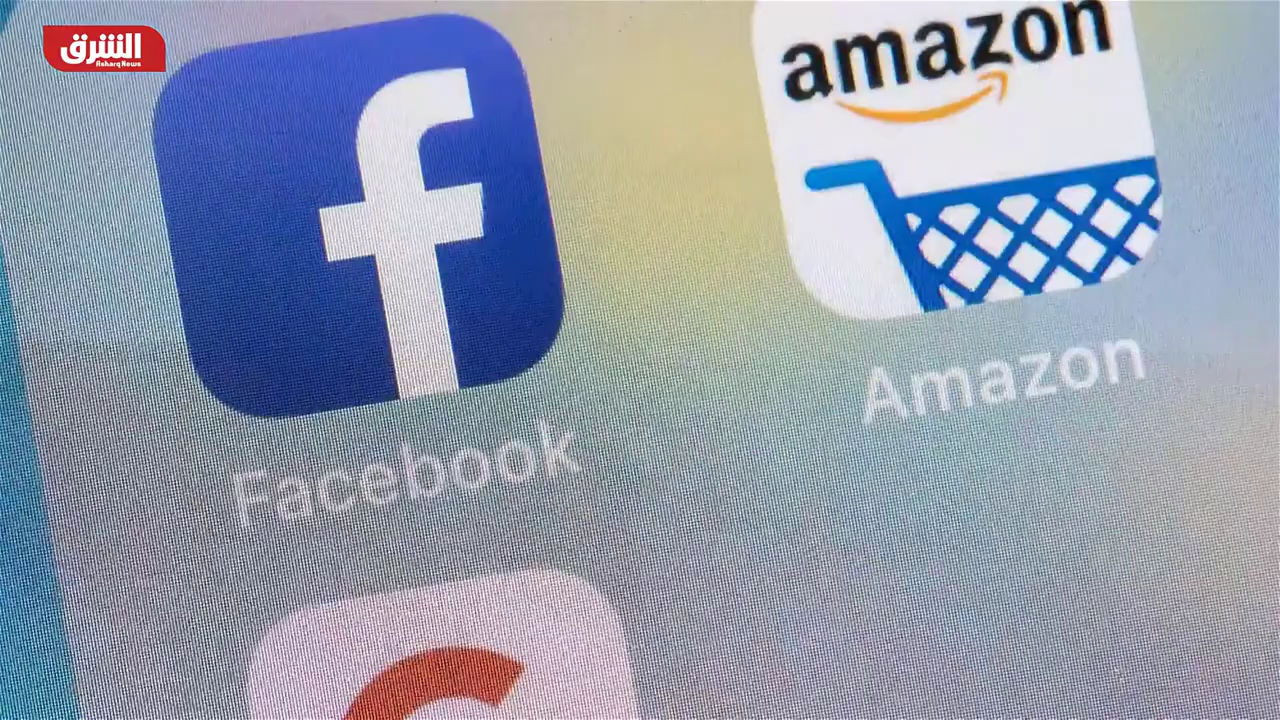 الشرق
Asharq News
amazon
Amazon
Facebook